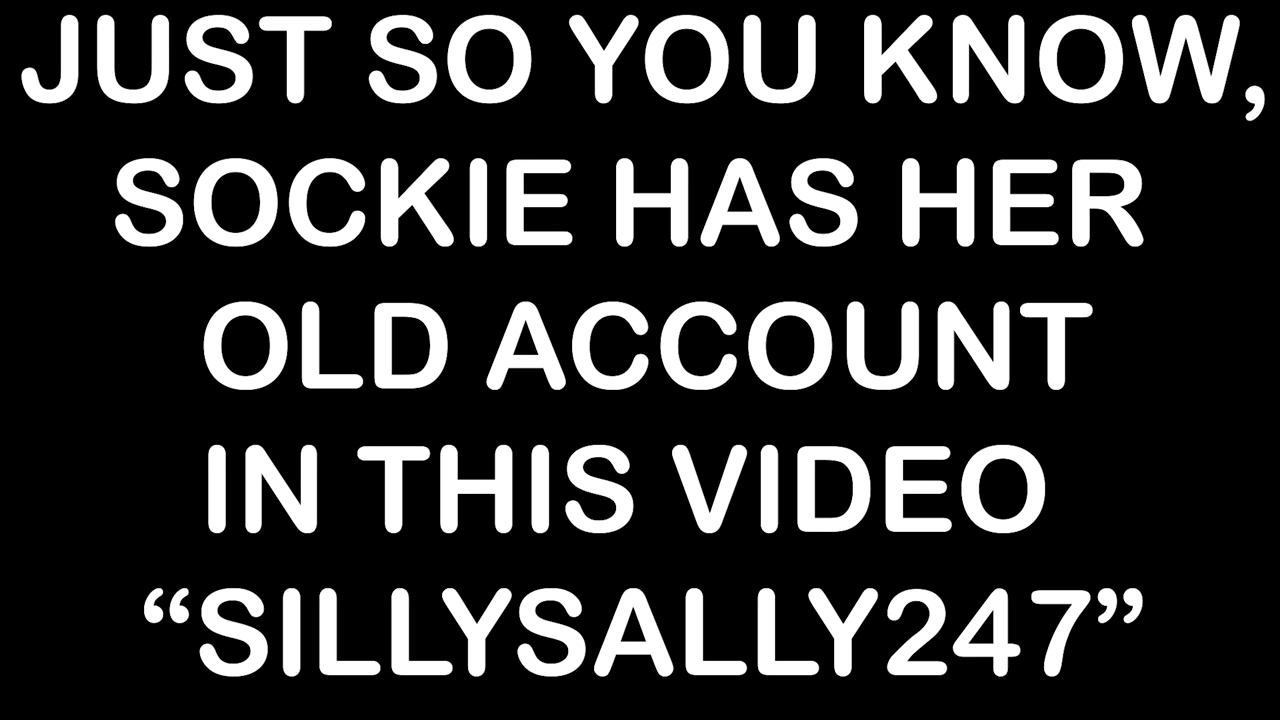 JUST SO YOU KNOW,
SOCKIE HAS HER
OLD ACCOUNT
IN THIS VIDEO
“SILLYSALLY247”